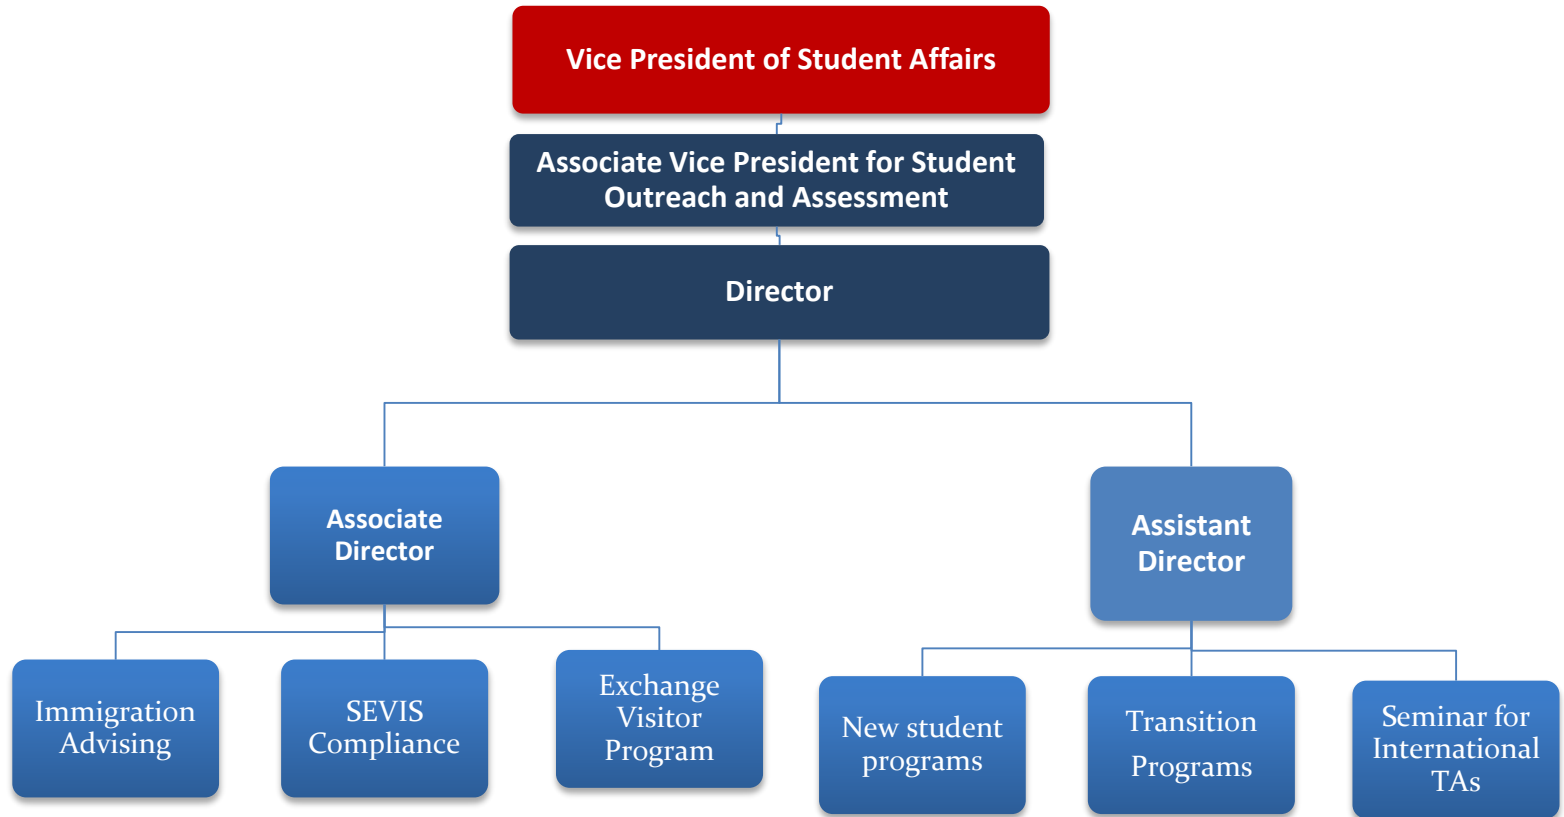 Vice President of Student Affairs
Associate Vice President for Student
Outreach and Assessment
Director
Associate
Director
Assistant
Director
Immigration
Advising
SEVIS
Compliance
Exchange
Visitor
Program
New student
programs
Transition
Programs
Seminar for
International
TAs